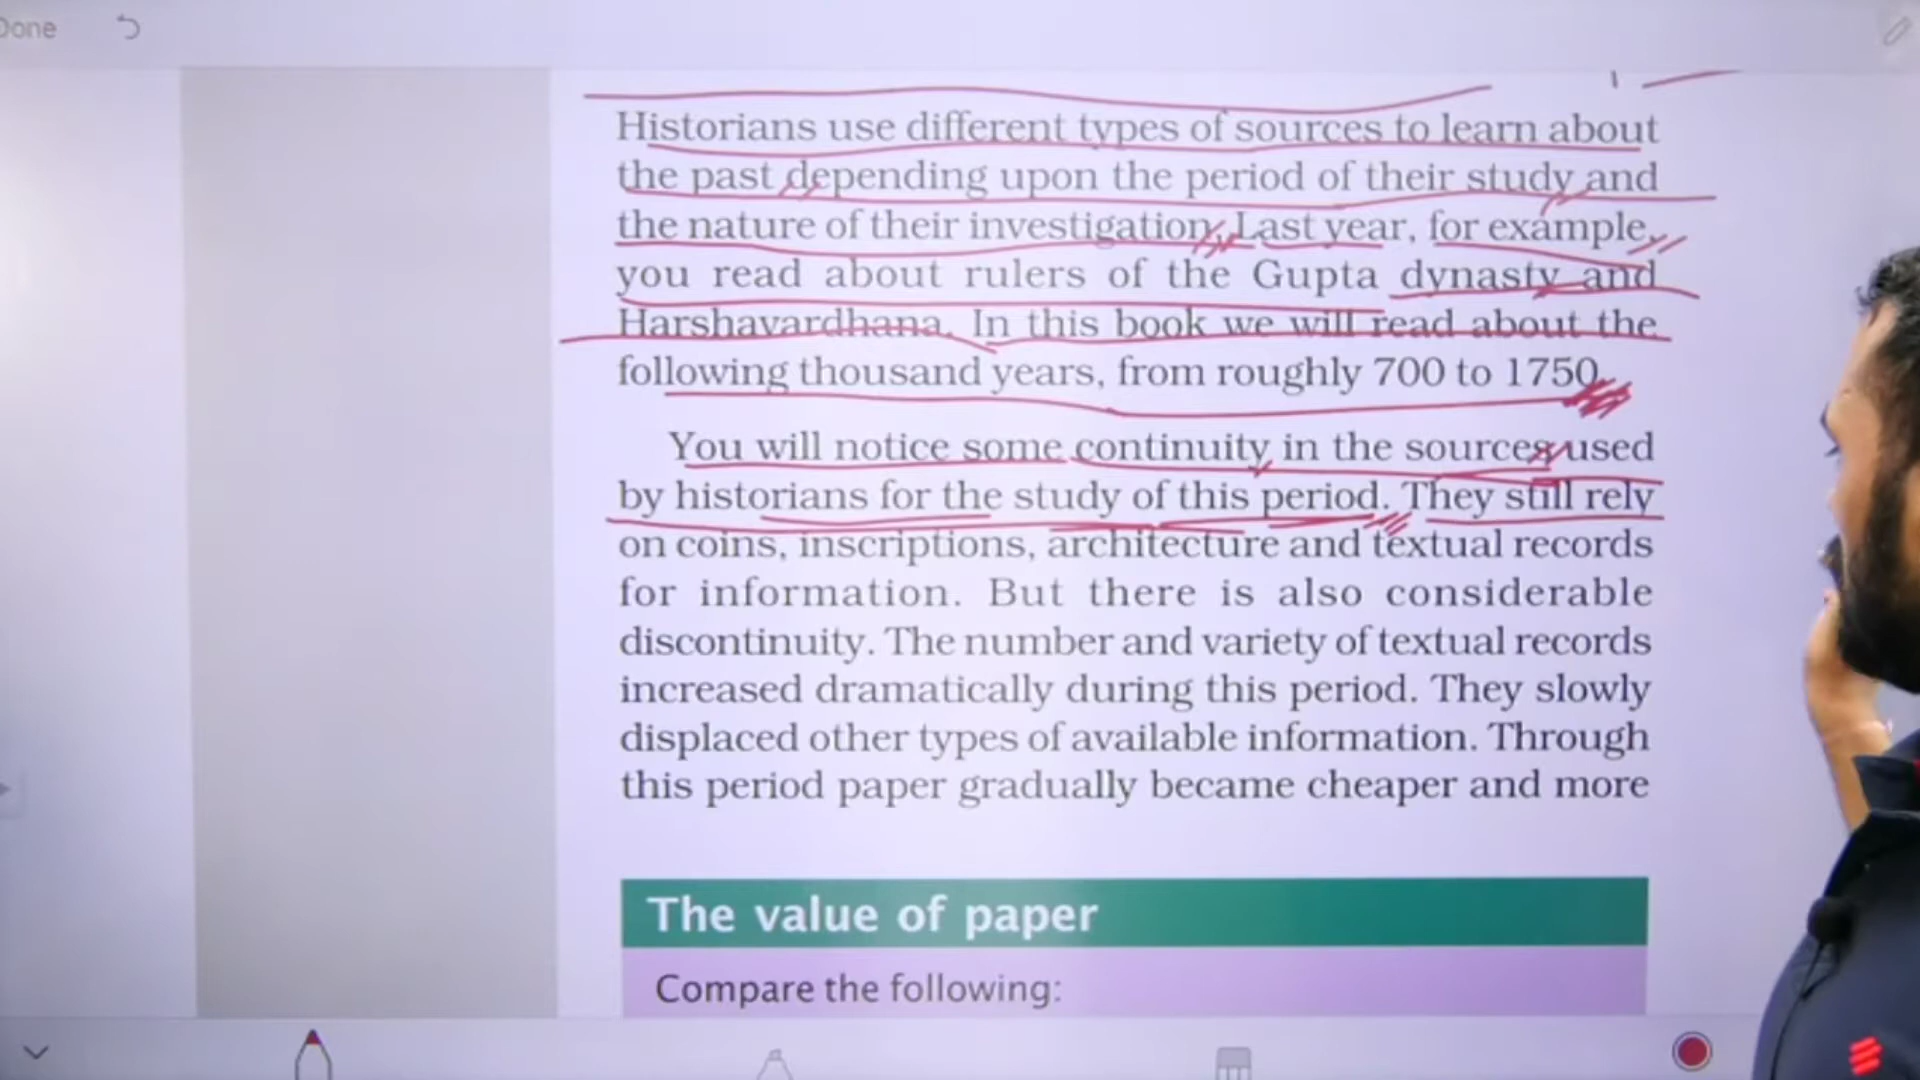 Done
Historians use different types of sources to learn about
the past depending upon the period of their study and
the nature of their investigation. Last year, for example,
you read about rulers of the Gupta dynasty and
Harshavardhana. In this book we will read about the
following thousand years, from roughly 700 to 1750.
You will notice some continuity in the sources used
by historians for the study of this period. They still rely
on coins, inscriptions, architecture and textual records
for information. But there is also considerable
discontinuity. The number and variety of textual records
increased dramatically during this period. They slowly
displaced other types of available information. Through
this period paper gradually became cheaper and more
The value of paper
Compare the following: